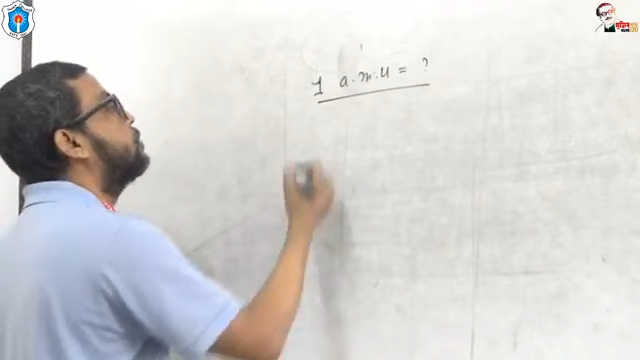 1 a.m.u = ?